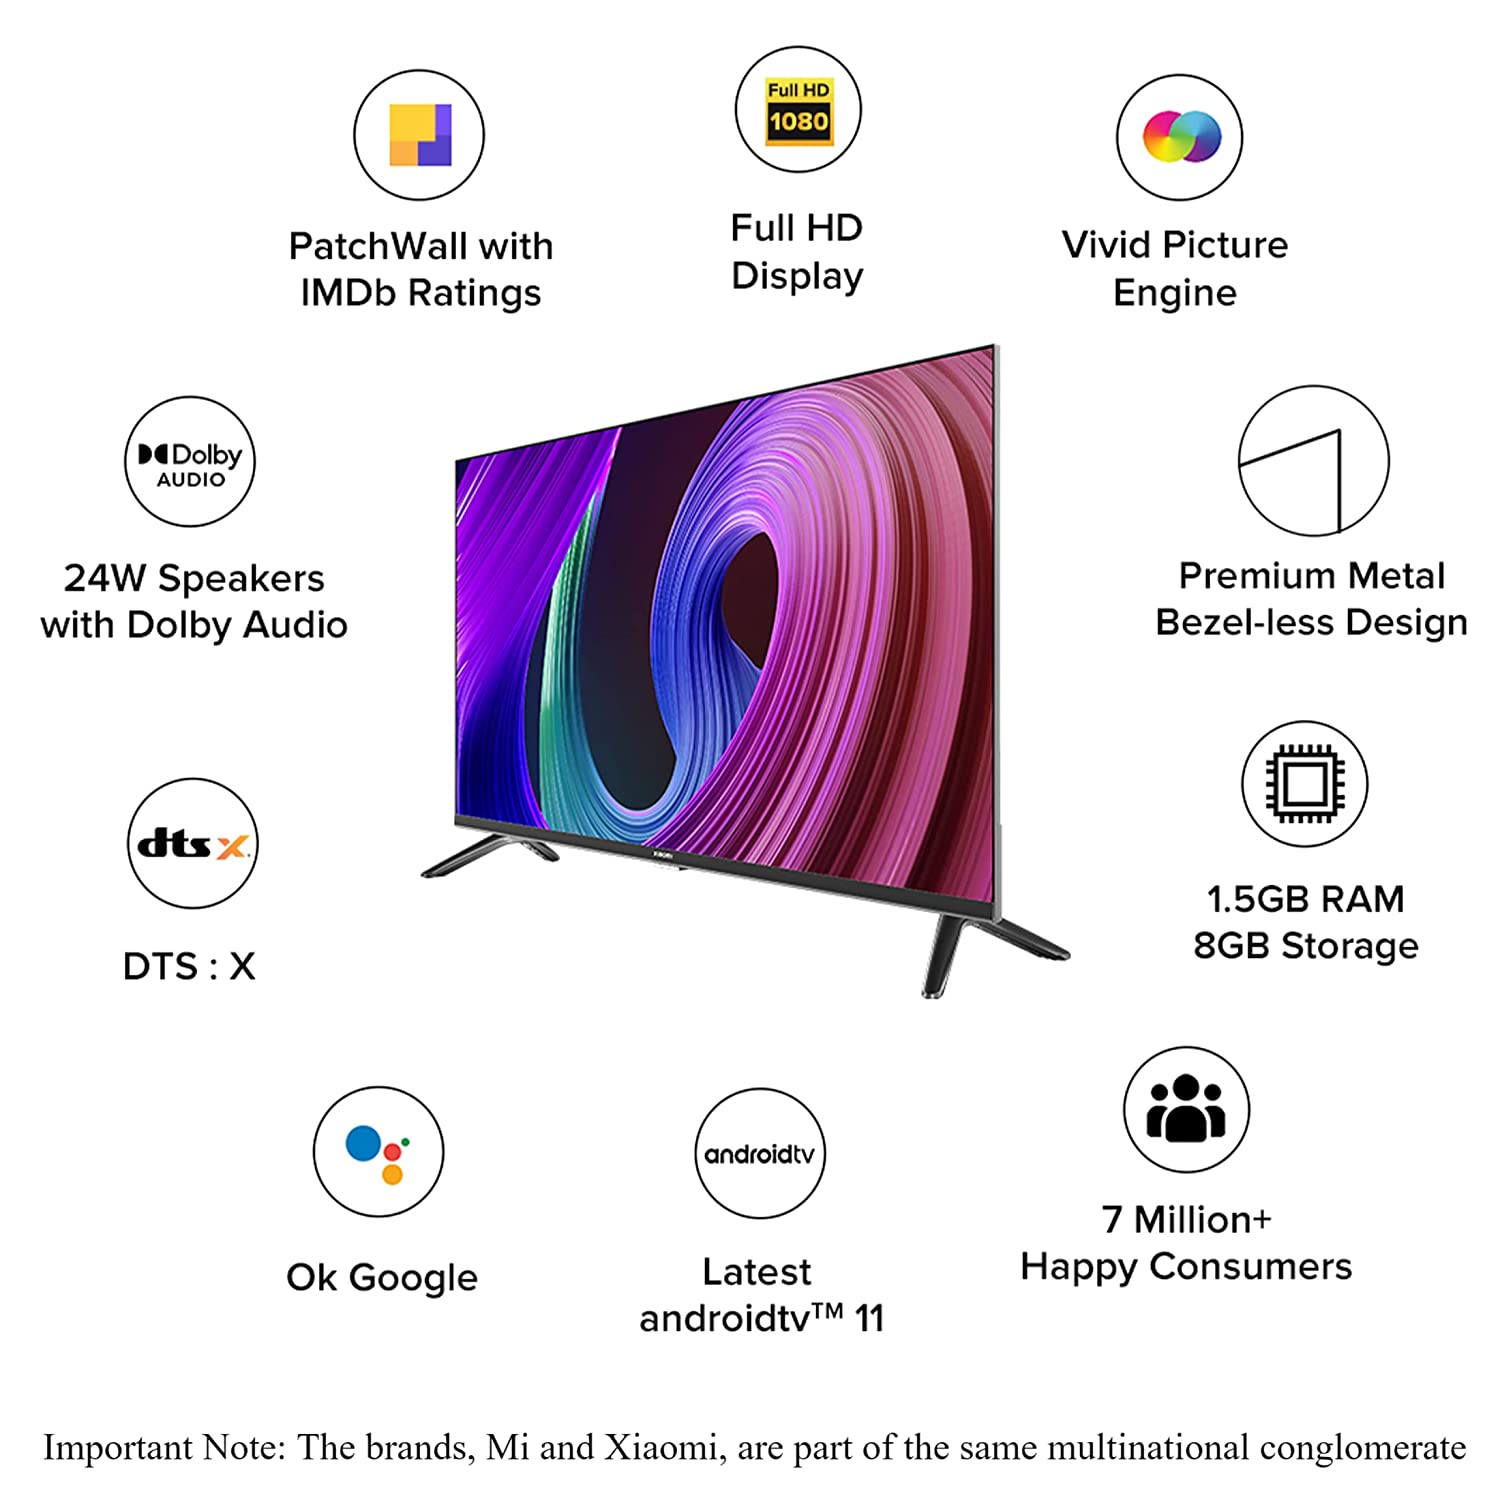 Full HD
1080
PatchWall with
IMDb Ratings
Full HD
Display
Vivid Picture
Engine
Dolby
AUDIO
24W Speakers
with Dolby Audio
Premium Metal
Bezel-less Design
dts x
DTS : X
1.5GB RAM
8GB Storage
xiaomi
Ok Google
androidtv
Latest
androidtv™ 11
7 Million+
Happy Consumers
Important Note: The brands, Mi and Xiaomi, are part of the same multinational conglomerate